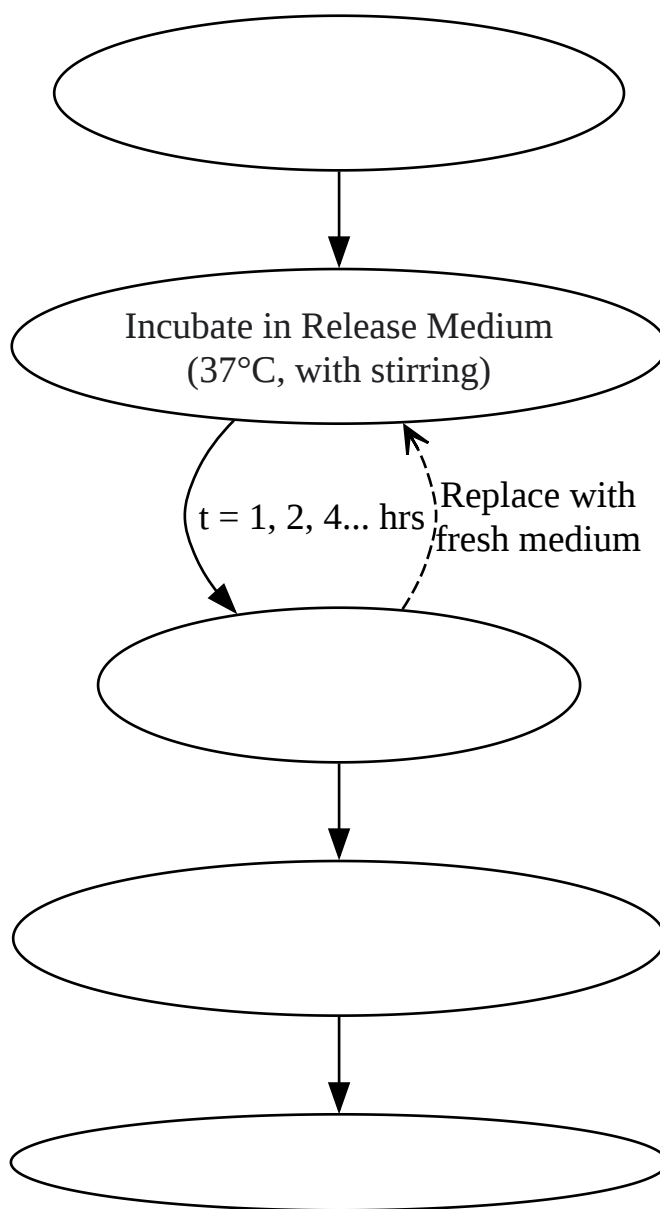 Incubate in Release Medium
(37°C, with stirring)
t = 1, 2, 4... hrs
Replace with
fresh medium